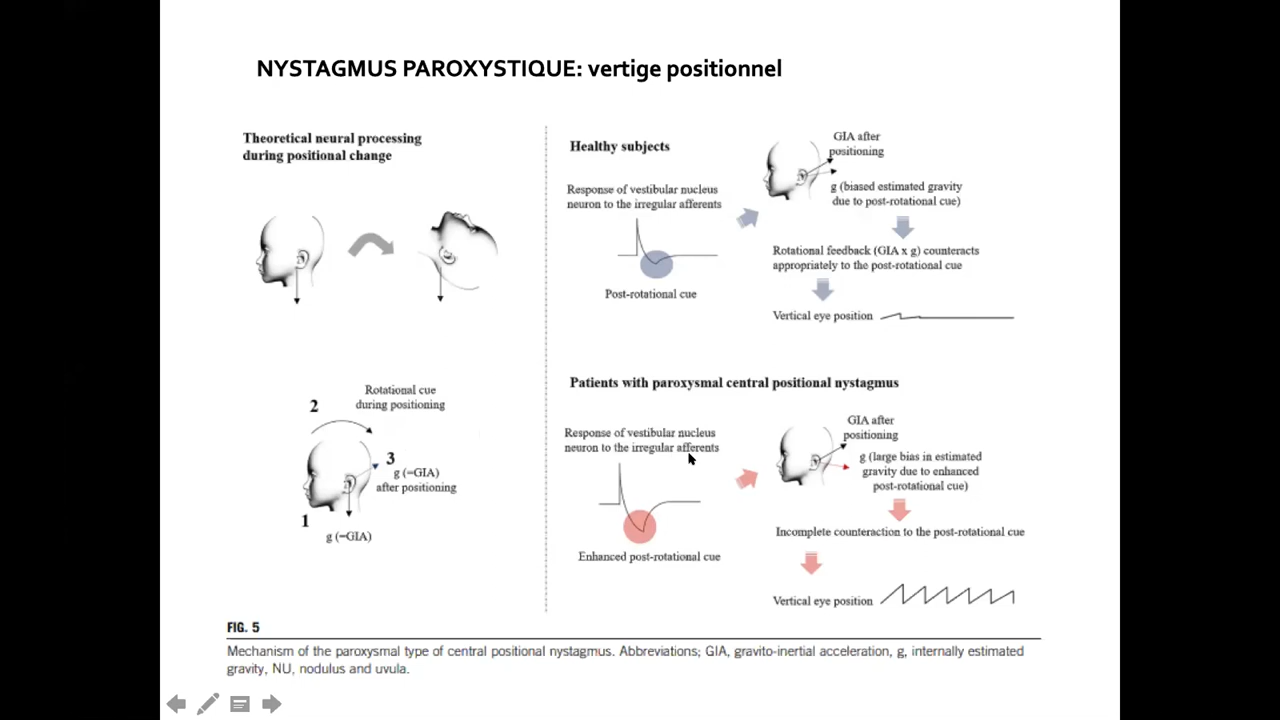 NYSTAGMUS PAROXYSTIQUE: vertige positionnel
Theoretical neural processing
during positional change
2
Rotational cue
during positioning
3
g (=GIA)
after positioning
1
g (=GIA)
Healthy subjects
Response of vestibular nucleus
neuron to the irregular afferents
Post-rotational cue
GIA after
positioning
g (biased estimated gravity
due to post-rotational cue)
Rotational feedback (GIA x g) counteracts
appropriately to the post-rotational cue
Vertical eye position
Patients with paroxysmal central positional nystagmus
Response of vestibular nucleus
neuron to the irregular afferents
Enhanced post-rotational cue
GIA after
positioning
g (large bias in estimated
gravity due to enhanced
post-rotational cue)
Incomplete counteraction to the post-rotational cue
Vertical eye position
FIG. 5
Mechanism of the paroxysmal type of central positional nystagmus. Abbreviations; GIA, gravito-inertial acceleration, g, internally estimated
gravity, NU, nodulus and uvula.